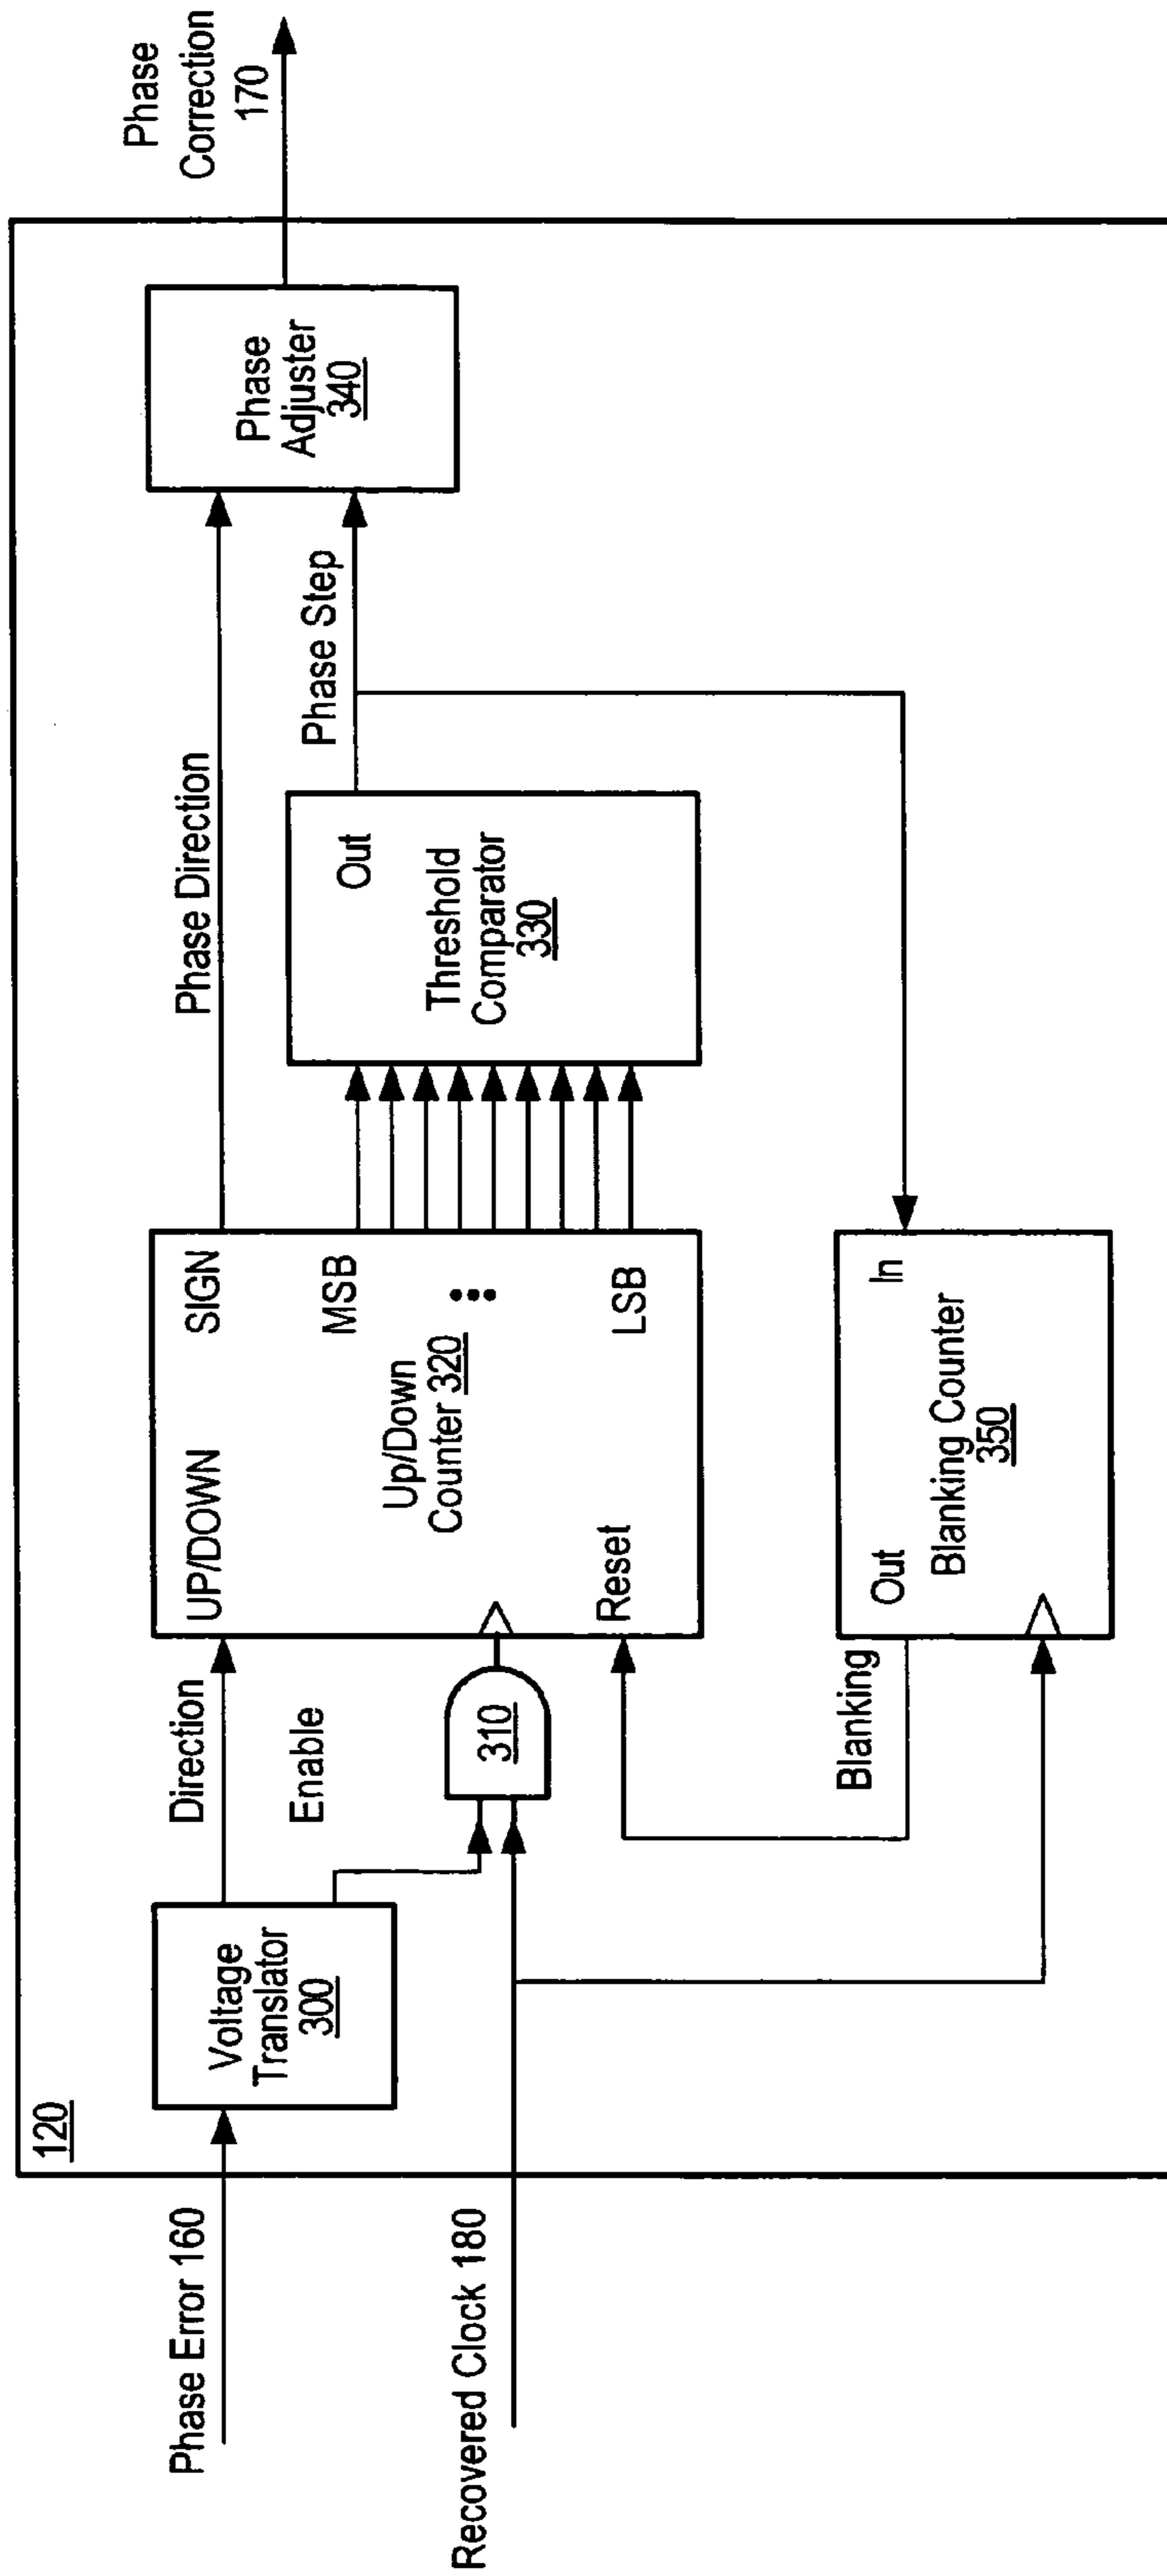 120
Phase Error 160
Recovered Clock 180
Voltage
Translator
300
Direction
Enable
310
UP/DOWN
SIGN
MSB
Up/Down
Counter 320
LSB
Reset
Phase Direction
Out
Threshold
Comparator
330
Phase Step
Phase
Adjuster
340
Phase
Correction
170
Blanking
Out
In
Blanking Counter
350